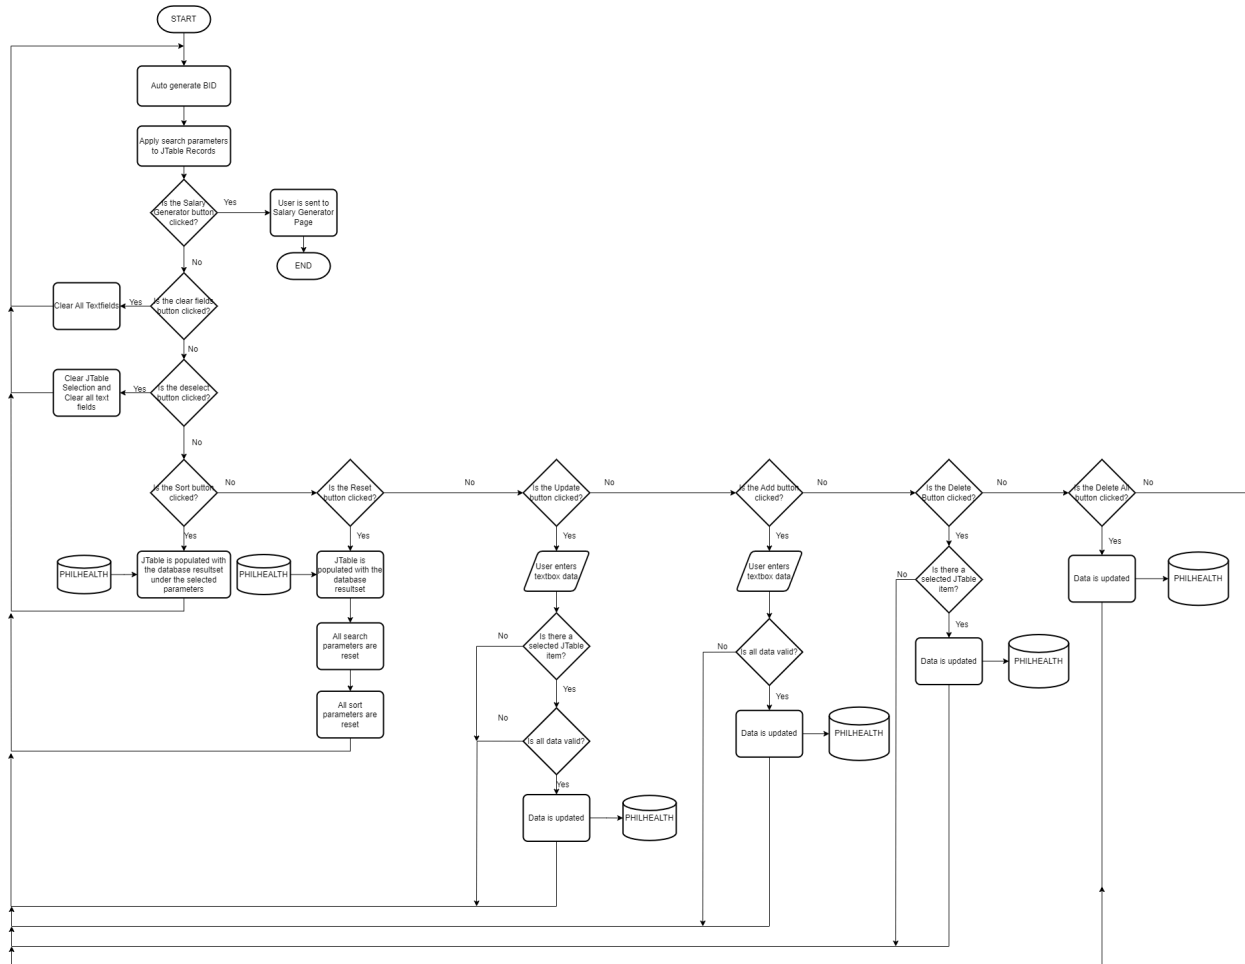 START
Auto generate BID
Apply search parameters
to JTable Records
Is the Salary
Generator button
clicked?
Yes
User is sent to
Salary Generator
Page
END
No
Clear All Textfields
Yes
Is the clear fields
button clicked?
No
Clear JTable
Selection and
Clear all text
fields
Yes
Is the deselect
button clicked?
No
Is the Sort button
clicked?
No
Is the Reset
button clicked?
No
Is the Update
button clicked?
No
Is the Add button
clicked?
No
Is the Delete
Button clicked?
No
Is the Delete All
button clicked?
No
Yes
Yes
Yes
Yes
Yes
Yes
PHILHEALTH
JTable is populated with
the database resultset
under the selected
parameters
PHILHEALTH
JTable is
populated with the
database
resultset
User enters
textbox data
User enters
textbox data
No
Is there a
selected JTable
item?
Data is updated
PHILHEALTH
Yes
All search
parameters are
reset
No
Is there a
selected JTable
item?
No
Is all data valid?
Data is updated
PHILHEALTH
Yes
Yes
All sort
parameters are
reset
No
Is all data valid?
Data is updated
PHILHEALTH
Yes
Data is updated
PHILHEALTH